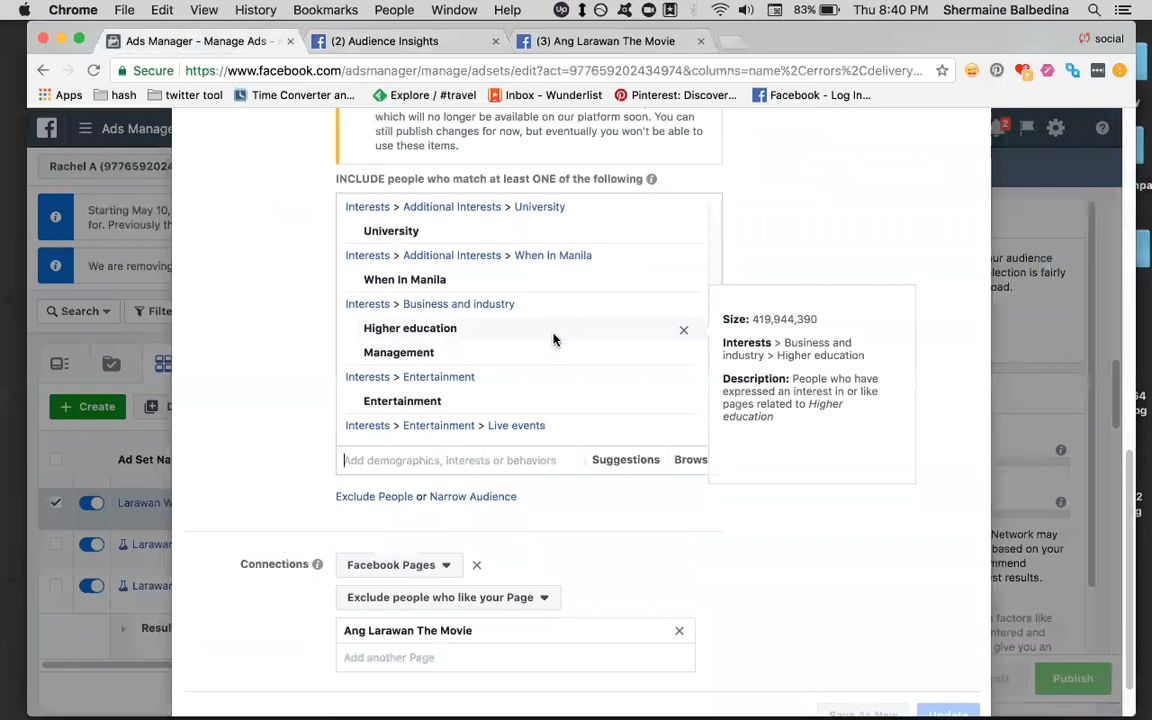 Chrome File Edit View History Bookmarks People Window Help 83% Thu 8:40 PM Shermaine Balbedina
Ads Manager - Manage Ads - (2) Audience Insights (3) Ang Larawan The Movie social
Secure https://www.facebook.com/adsmanager/manage/adsets/edit?act=977659202434974&columns=name%2Cerrors%2Cdelivery...
Apps hash twitter tool Time Converter an... Explore / #travel Inbox - Wunderlist Pinterest: Discover... Facebook - Log In...
Ads Manag
2
Rachel A (9776592024
Starting May 10,
for. Previously th
We are removing
Search Filte
Create D
Ad Set Na
Larawan W
Larawar
Larawar
Resul
which will no longer be available on our platform soon. You
can still publish changes for now, but eventually you won't be able to
use these items.
INCLUDE people who match at least ONE of the following
Interests > Additional Interests > University
University
Interests > Additional Interests > When In Manila
When In Manila
Interests > Business and industry
Higher education
Management
Interests > Entertainment
Entertainment
Interests > Entertainment > Live events
Add demographics, interests or behaviors Suggestions Brows
Exclude People or Narrow Audience
Size: 419,944,390
Interests > Business and
industry > Higher education
Description: People who have
expressed an interest in or like
pages related to Higher
education
Connections Facebook Pages
Exclude people who like your Page
Ang Larawan The Movie
Add another Page
Save As New Update
our audience
election is fairly
oad.
Network may
based on your
est results.
factors like
ntered and
give you an
raft Publish